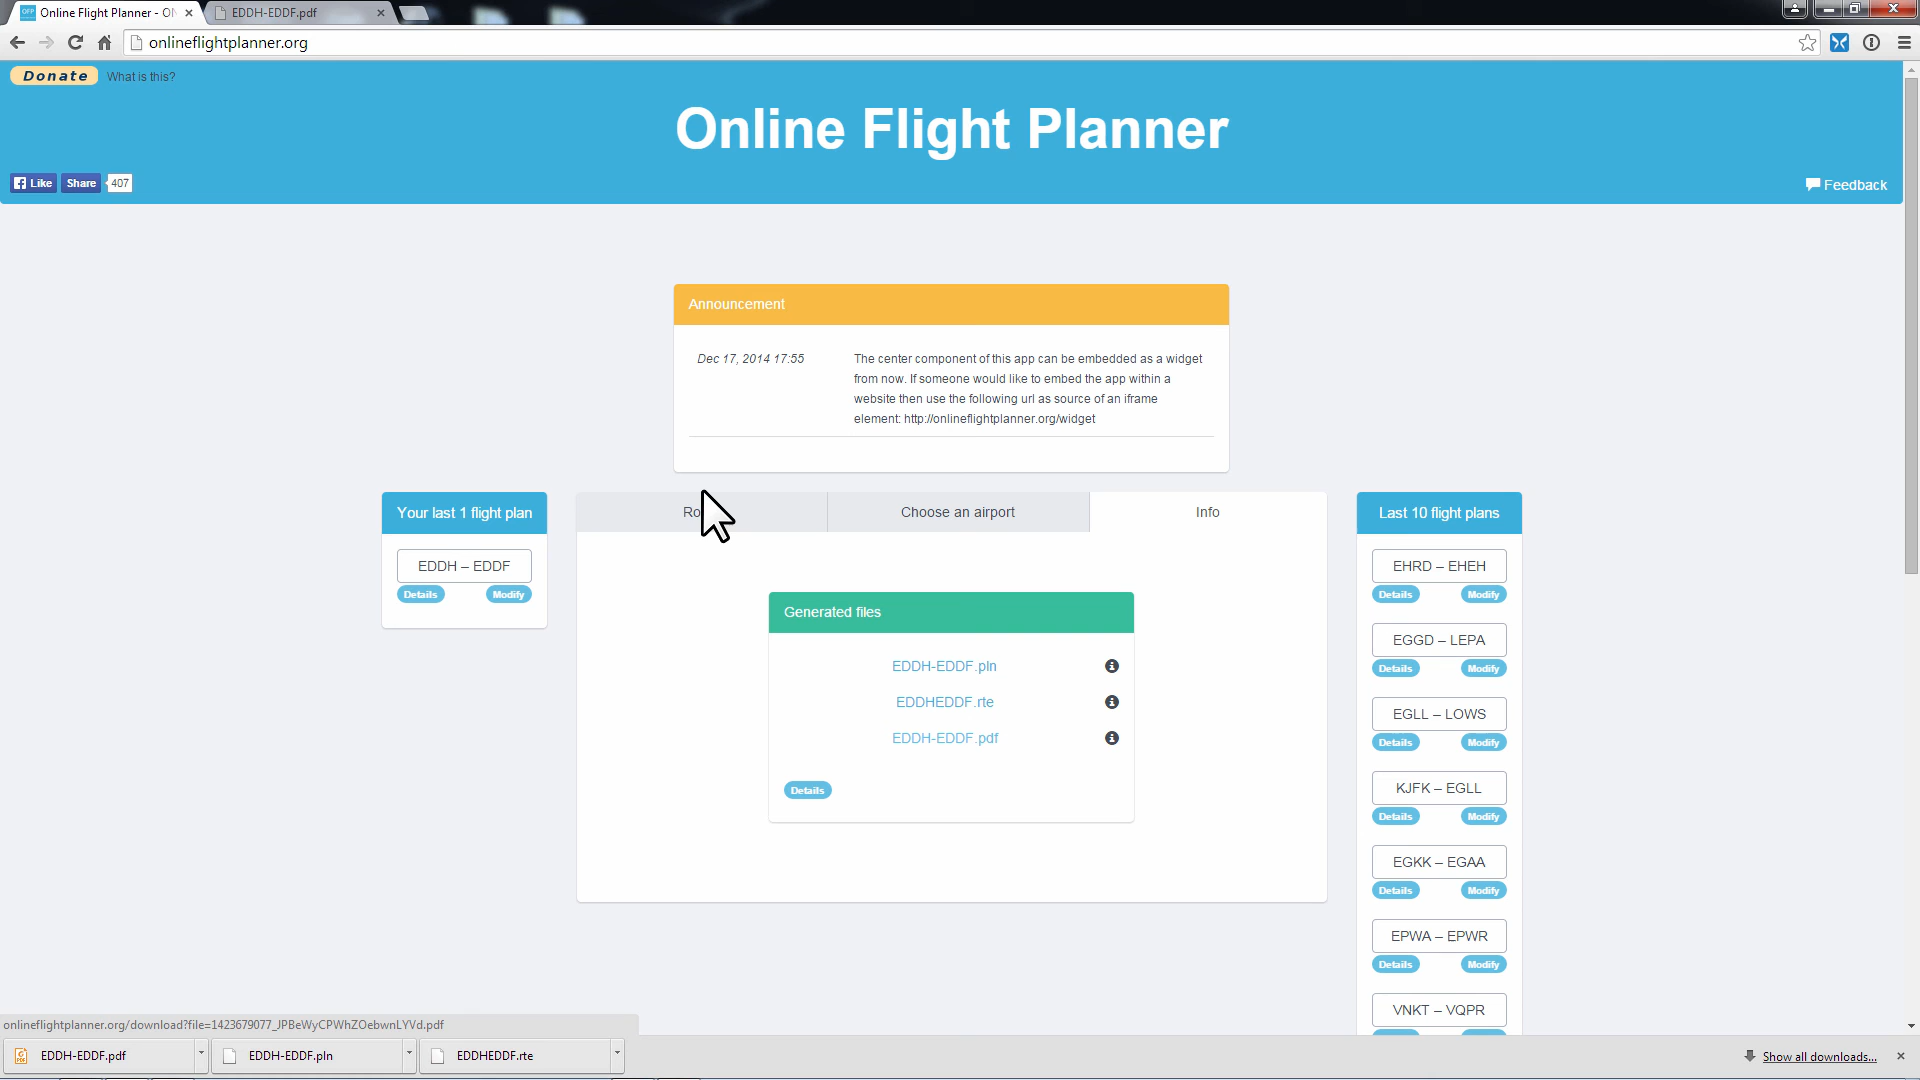 Online Flight Planner - ON
EDDH-EDDF.pdf
onlineflightplanner.org
Donate What is this?
Online Flight Planner
Like Share 407
Feedback
Announcement
Dec 17, 2014 17:55
The center component of this app can be embedded as a widget
from now. If someone would like to embed the app within a
website then use the following url as source of an iframe
element: http://onlineflightplanner.org/widget
Your last 1 flight plan
EDDH – EDDF
Details Modify
Choose an airport
Info
Generated files
EDDH-EDDF.pln
EDDHEDDF.rte
EDDH-EDDF.pdf
Details
Last 10 flight plans
EHRD – EHEH
Details Modify
EGGD – LEPA
Details Modify
EGLL – LOWS
Details Modify
KJFK – EGLL
Details Modify
EGKK – EGAA
Details Modify
EPWA – EPWR
Details Modify
VNKT – VQPR
onlineflightplanner.org/download?file=1423679077_JPBeWyCPWhZOebwnLYVd.pdf
EDDH-EDDF.pdf
EDDH-EDDF.pln
EDDHEDDF.rte
Show all downloads...